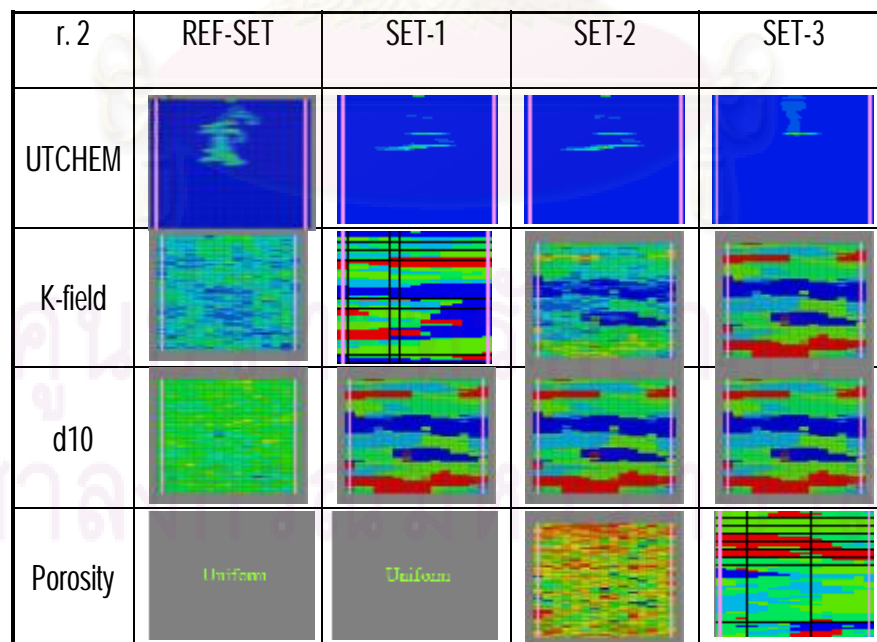 r. 2 REF-SET SET-1 SET-2 SET-3
UTCHEM
K-field
d10
Porosity Uniform Uniform